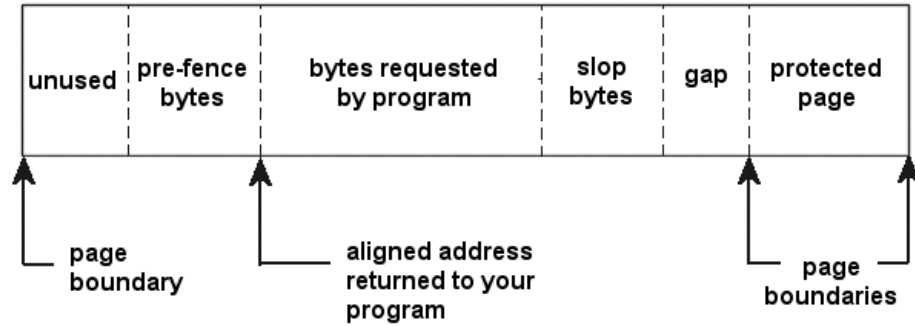 unused
pre-fence
bytes
bytes requested
by program
slop
bytes
gap
protected
page
page
boundary
aligned address
returned to your
program
page
boundaries